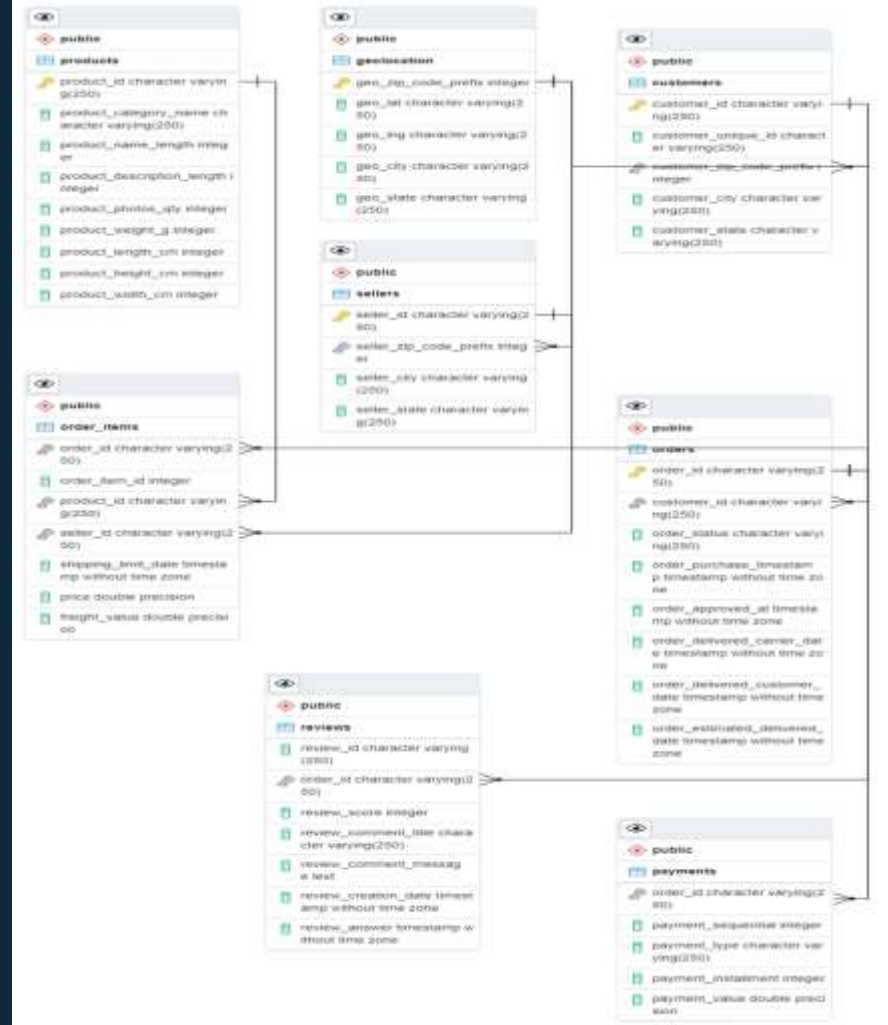 public
products
product_id character varyin
g(250)
product_category_name ch
aracter varying(250)
product_name_length integ
er
product_description_length i
nteger
product_photos_qty integer
product_weight_g integer
product_length_cm integer
product_height_cm integer
product_width_cm integer
public
geolocation
geo_zip_code_prefix integer
geo_lat character varying(2
50)
geo_lng character varying(2
50)
geo_city character varying(2
50)
geo_state character varying
(250)
public
customers
customer_id character varyi
ng(250)
customer_unique_id charact
er varying(250)
customer_zip_code_prefix i
nteger
customer_city character var
ying(250)
customer_state character v
arying(250)
public
sellers
seller_id character varying(2
50)
seller_zip_code_prefix integ
er
seller_city character varying
(250)
seller_state character varyin
g(250)
public
order_items
order_id character varying(2
50)
order_item_id integer
product_id character varyin
g(250)
seller_id character varying(2
50)
shipping_limit_date timesta
mp without time zone
price double precision
freight_value double precisi
on
public
orders
order_id character varying(2
50)
customer_id character varyi
ng(250)
order_status character varyi
ng(250)
order_purchase_timestam
p timestamp without time zo
ne
order_approved_at timesta
mp without time zone
order_delivered_carrier_dat
e timestamp without time zo
ne
order_delivered_customer_
date timestamp without time
zone
order_estimated_delivered_
date timestamp without time
zone
public
reviews
review_id character varying
(250)
order_id character varying(2
50)
review_score integer
review_comment_title chara
cter varying(250)
review_comment_messag
e text
review_creation_date timest
amp without time zone
review_answer timestamp w
ithout time zone
public
payments
order_id character varying(2
50)
payment_sequential integer
payment_type character var
ying(250)
payment_installment integer
payment_value double preci
sion